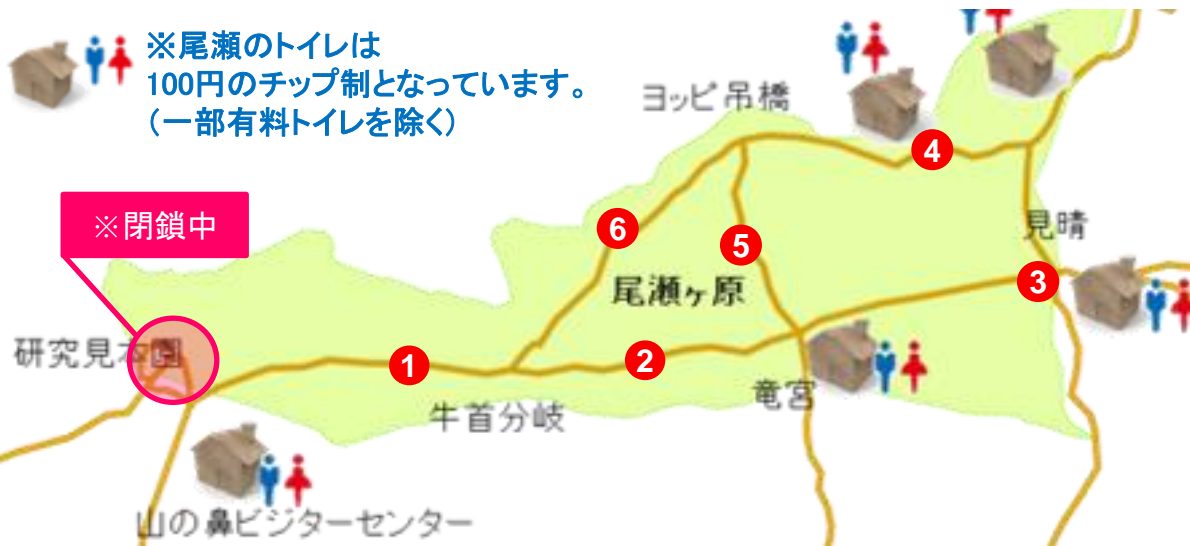 ※尾瀬のトイレは
100円のチップ制となっています。
（一部有料トイレを除く）
ヨッピ吊橋
4
※閉鎖中
6
5
見晴
尾瀬ヶ原
3
研究見本園
1
2
竜宮
牛首分岐
山の鼻ビジターセンター